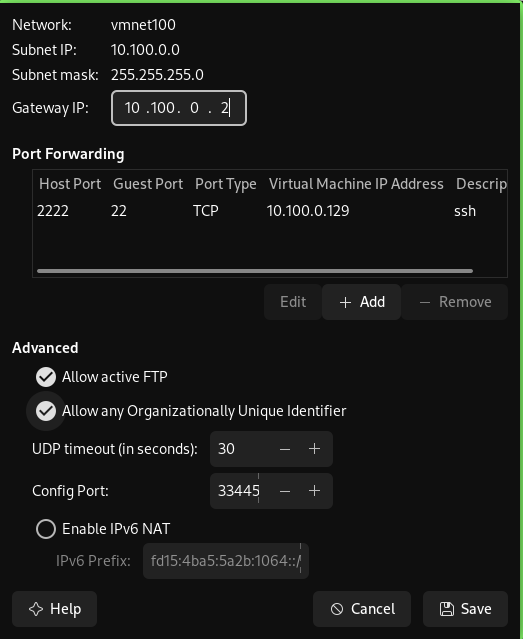 Network: vmnet100
Subnet IP: 10.100.0.0
Subnet mask: 255.255.255.0
Gateway IP: 10 .100. 0 . 2
Port Forwarding
Host Port Guest Port Port Type Virtual Machine IP Address Descrip
2222 22 TCP 10.100.0.129 ssh
Edit + Add − Remove
Advanced
Allow active FTP
Allow any Organizationally Unique Identifier
UDP timeout (in seconds): 30 − +
Config Port: 33445 − +
Enable IPv6 NAT
IPv6 Prefix: fd15:4ba5:5a2b:1064::/
Help Cancel Save